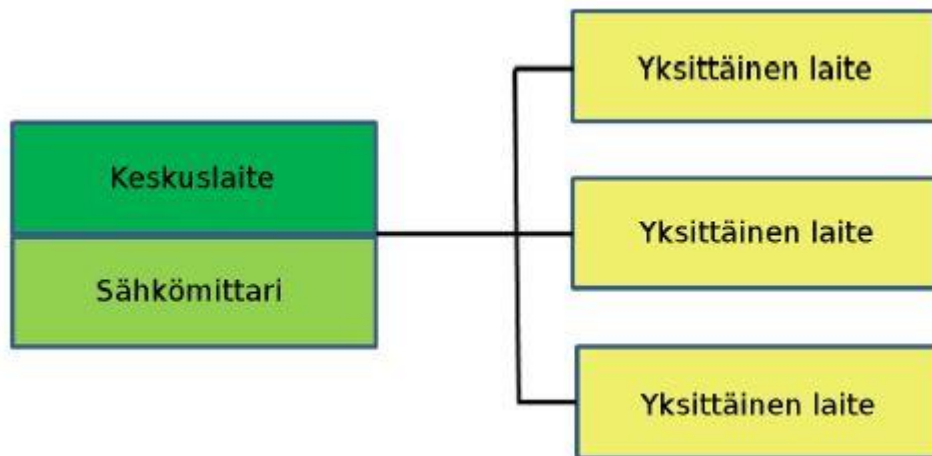 Keskuslaite
Sähkömittari
Yksittäinen laite
Yksittäinen laite
Yksittäinen laite